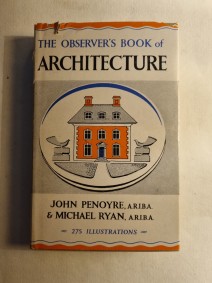 THE OBSERVER'S BOOK of
ARCHITECTURE
JOHN PENOYRE, A.R.I.B.A.
& MICHAEL RYAN, A.R.I.B.A.
— 275 ILLUSTRATIONS —